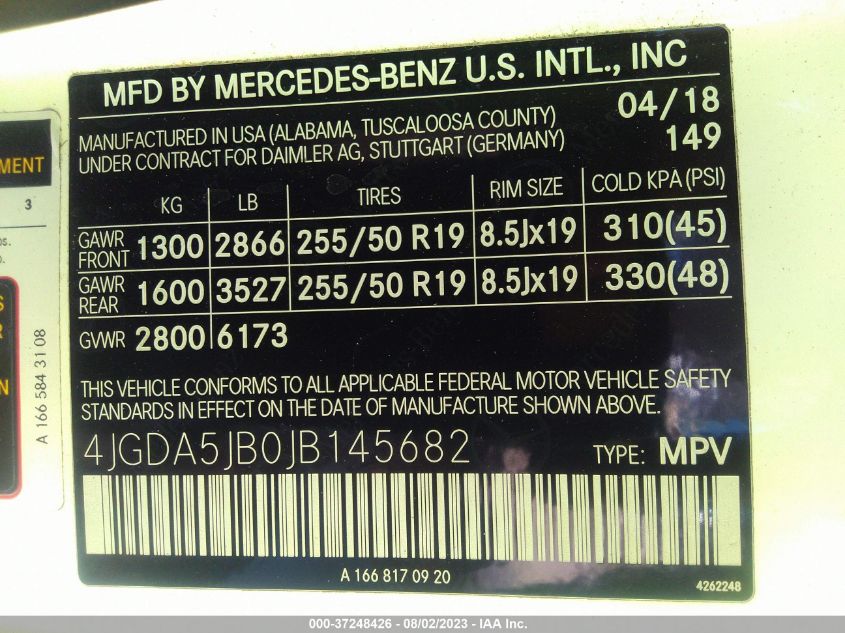 MFD BY MERCEDES-BENZ U.S. INTL., INC
MANUFACTURED IN USA (ALABAMA, TUSCALOOSA COUNTY) 04/18
UNDER CONTRACT FOR DAIMLER AG, STUTTGART (GERMANY) 149
KG LB TIRES RIM SIZE COLD KPA (PSI)
GAWR FRONT 1300 2866 255/50 R19 8.5Jx19 310(45)
GAWR REAR 1600 3527 255/50 R19 8.5Jx19 330(48)
GVWR 2800 6173
THIS VEHICLE CONFORMS TO ALL APPLICABLE FEDERAL MOTOR VEHICLE SAFETY
STANDARDS IN EFFECT ON THE DATE OF MANUFACTURE SHOWN ABOVE.
4JGDA5JB0JB145682 TYPE: MPV
A 166 817 09 20
4262248
3
A 166 584 31 08
000-37248426 - 08/02/2023 - IAA Inc.